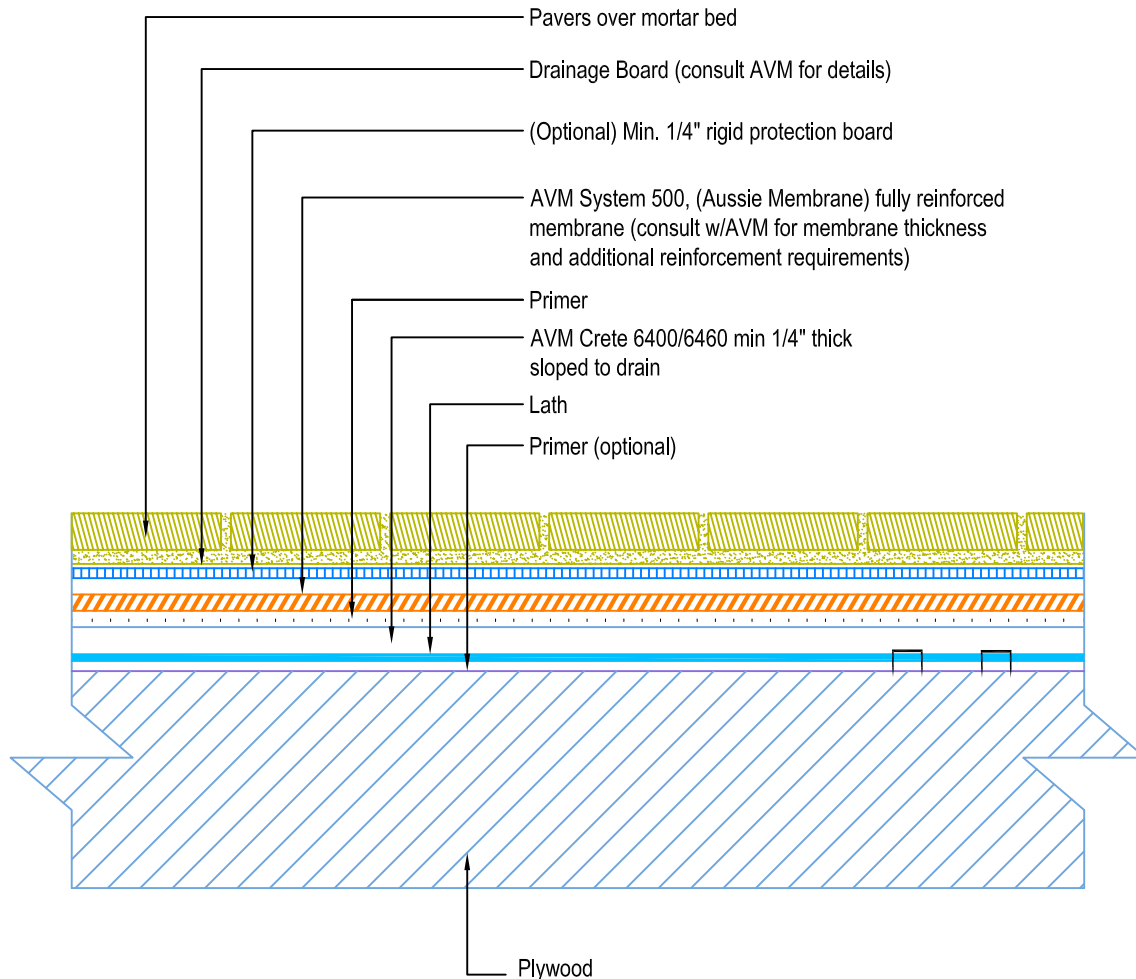 Pavers over mortar bed
Drainage Board (consult AVM for details)
(Optional) Min. 1/4" rigid protection board
AVM System 500, (Aussie Membrane) fully reinforced
membrane (consult w/AVM for membrane thickness
and additional reinforcement requirements)
Primer
AVM Crete 6400/6460 min 1/4" thick
sloped to drain
Lath
Primer (optional)
Plywood